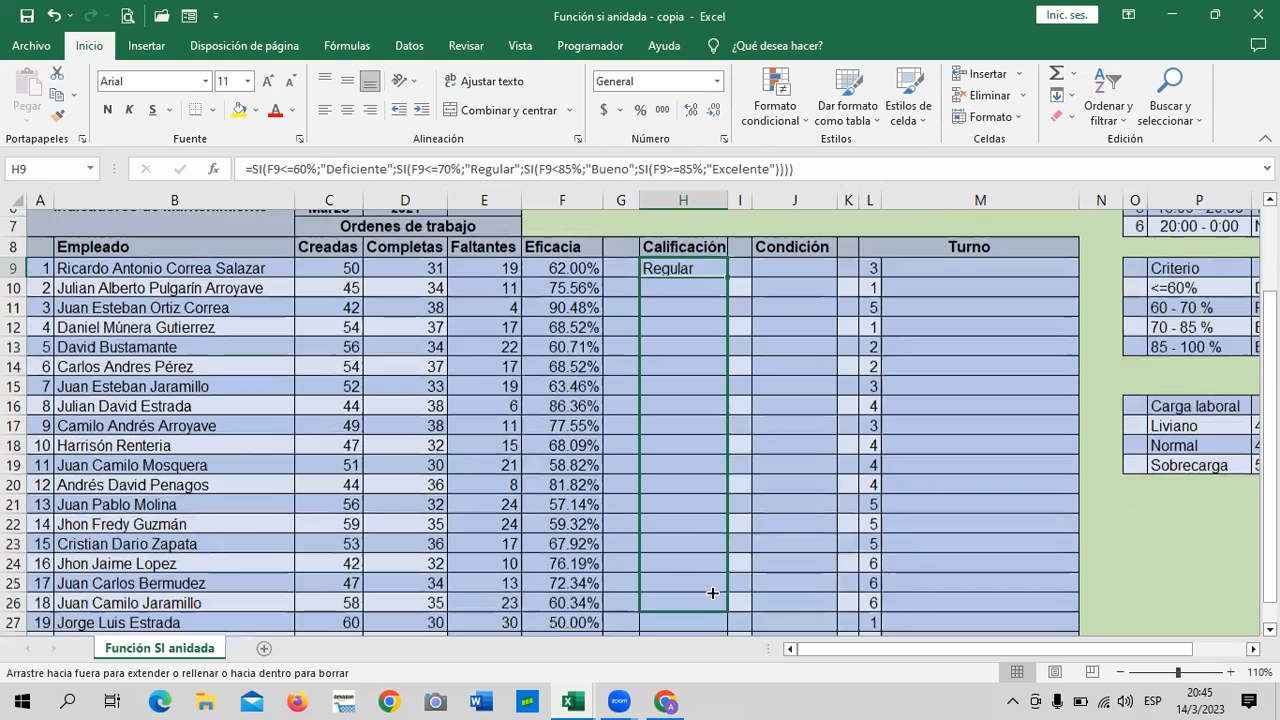 Función si anidada - copia - Excel
Inic. ses.
Archivo Inicio Insertar Disposición de página Fórmulas Datos Revisar Vista Programador Ayuda ¿Qué desea hacer?
Pegar
Arial 11
N K S
Ajustar texto
Combinar y centrar
General
$ % 000
Formato condicional
Dar formato como tabla
Estilos de celda
Insertar
Eliminar
Formato
Ordenar y filtrar
Buscar y seleccionar
Portapapeles Fuente Alineación Número Estilos Celdas Edición
H9 =SI(F9<=60%;"Deficiente";SI(F9<=70%;"Regular";SI(F9<85%;"Bueno";SI(F9>=85%;"Excelente"))))
A B C D E F G H I J K L M N O P
7 Ordenes de trabajo 6 20:00 - 0:00
8 Empleado Creadas Completas Faltantes Eficacia Calificación Condición Turno
9 1 Ricardo Antonio Correa Salazar 50 31 19 62.00% Regular 3 Criterio
10 2 Julian Alberto Pulgarín Arroyave 45 34 11 75.56% 1 <=60%
11 3 Juan Esteban Ortiz Correa 42 38 4 90.48% 5 60 - 70 %
12 4 Daniel Múnera Gutierrez 54 37 17 68.52% 1 70 - 85 %
13 5 David Bustamante 56 34 22 60.71% 2 85 - 100 %
14 6 Carlos Andres Pérez 54 37 17 68.52% 2
15 7 Juan Esteban Jaramillo 52 33 19 63.46% 3
16 8 Julian David Estrada 44 38 6 86.36% 4 Carga laboral
17 9 Camilo Andrés Arroyave 49 38 11 77.55% 3 Liviano 4
18 10 Harrisón Renteria 47 32 15 68.09% 4 Normal 4
19 11 Juan Camilo Mosquera 51 30 21 58.82% 4 Sobrecarga 5
20 12 Andrés David Penagos 44 36 8 81.82% 4
21 13 Juan Pablo Molina 56 32 24 57.14% 5
22 14 Jhon Fredy Guzmán 59 35 24 59.32% 5
23 15 Cristian Dario Zapata 53 36 17 67.92% 5
24 16 Jhon Jaime Lopez 42 32 10 76.19% 6
25 17 Juan Carlos Bermudez 47 34 13 72.34% 6
26 18 Juan Camilo Jaramillo 58 35 23 60.34% 6
27 19 Jorge Luis Estrada 60 30 30 50.00% 1
Función SI anidada
Arrastre hacia fuera para extender o rellenar o hacia dentro para borrar
110%
ESP
20:45
14/3/2023